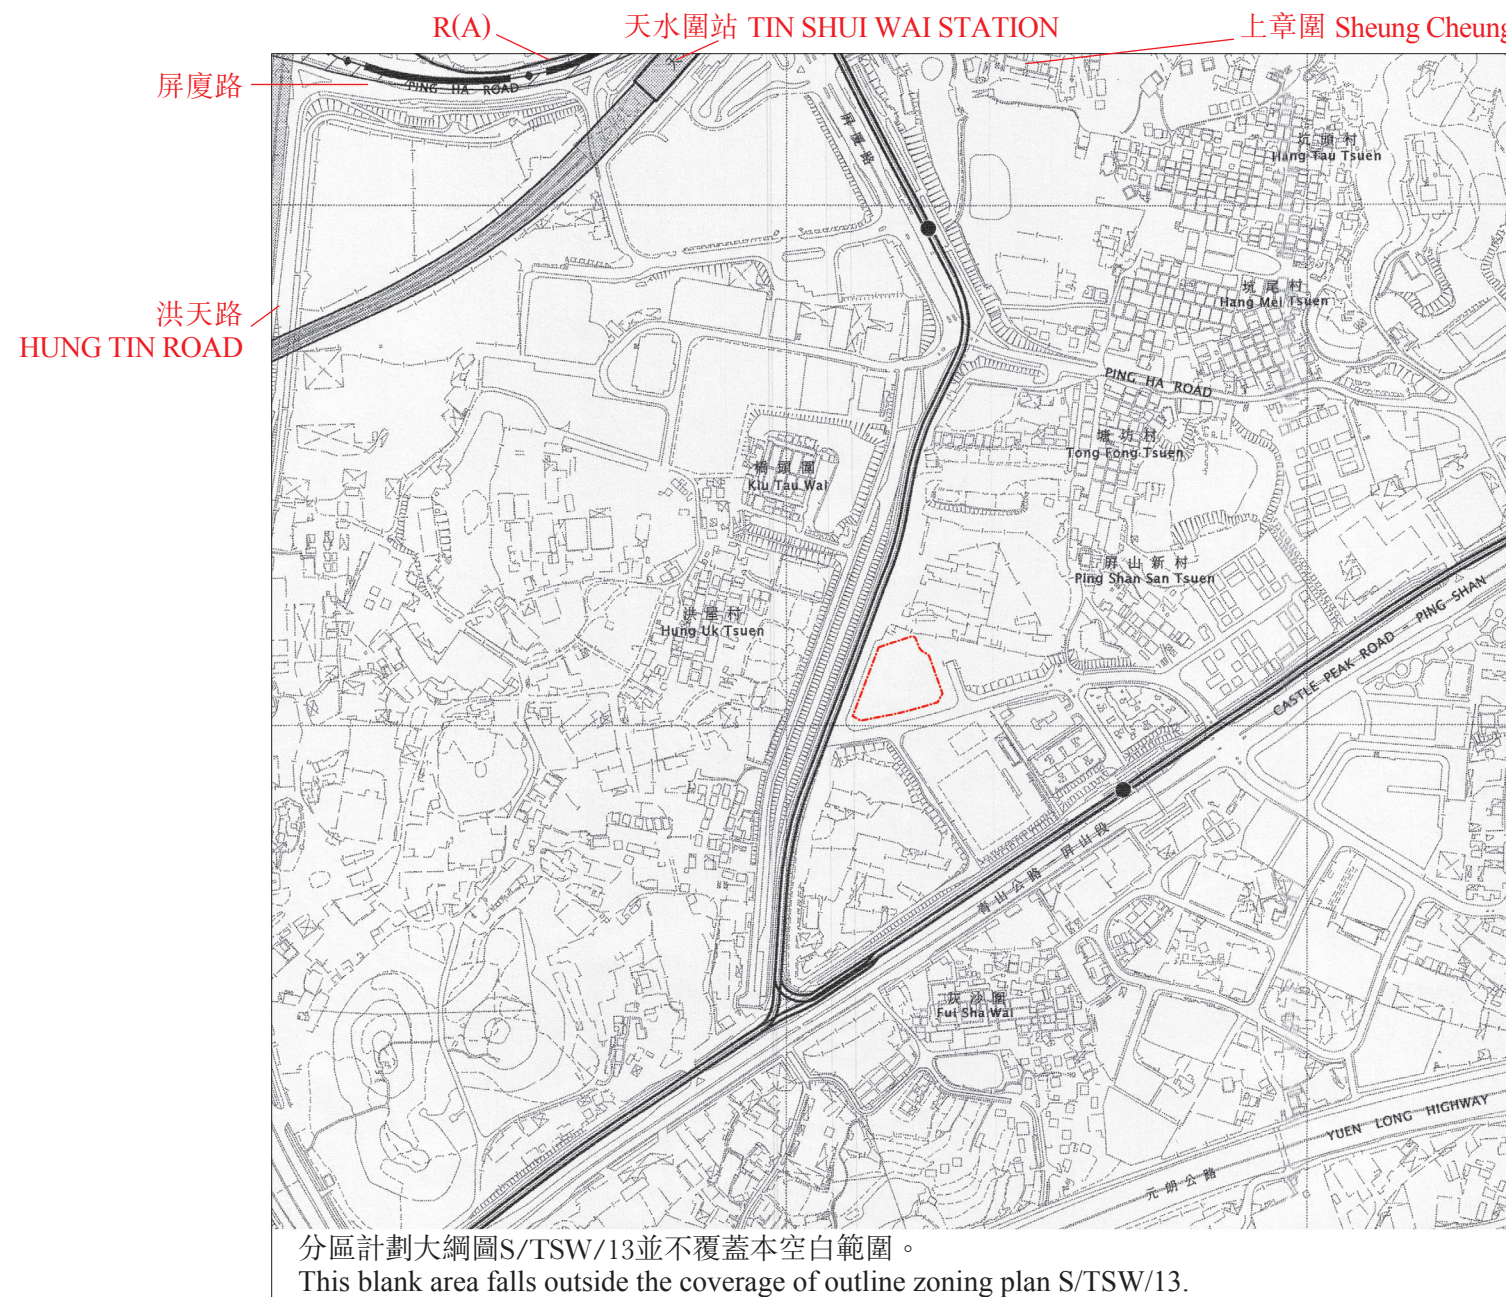 R(A)
天水圍站 TIN SHUI WAI STATION
上章圍 Sheung Cheung
屏廈路
PING HA ROAD
屏廈路
坑頭村
Hang Tau Tsuen
坑尾村
Hang Mei Tsuen
洪天路
HUNG TIN ROAD
PING HA ROAD
塘坊村
Tong Fong Tsuen
橋頭圍
Kiu Tau Wai
屏山新村
Ping Shan San Tsuen
洪屋村
Hung Uk Tsuen
CASTLE PEAK ROAD - PING SHAN
青山公路 屏山段
灰沙圍
Fui Sha Wai
YUEN LONG HIGHWAY
元朗公路
分區計劃大綱圖S/TSW/13並不覆蓋本空白範圍。
This blank area falls outside the coverage of outline zoning plan S/TSW/13.